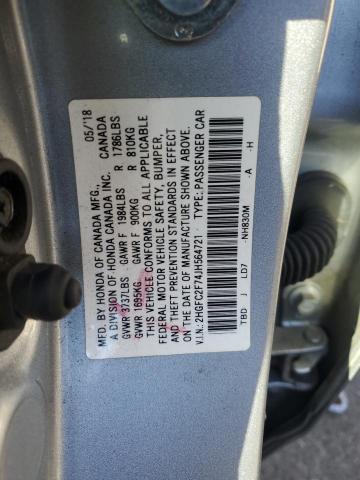 MFD. BY HONDA OF CANADA MFG., 05/'18
A DIVISION OF HONDA CANADA INC. CANADA
GVWR 3737LBS GAWR F 1984LBS R 1786LBS
GVWR 1695KG GAWR F 900KG R 810KG
THIS VEHICLE CONFORMS TO ALL APPLICABLE
FEDERAL MOTOR VEHICLE SAFETY, BUMPER,
AND THEFT PREVENTION STANDARDS IN EFFECT
ON THE DATE OF MANUFACTURE SHOWN ABOVE.
V.I.N.: 2HGFC2F74JH564721 TYPE: PASSENGER CAR
TBD J LD7 -NH830M -A -H